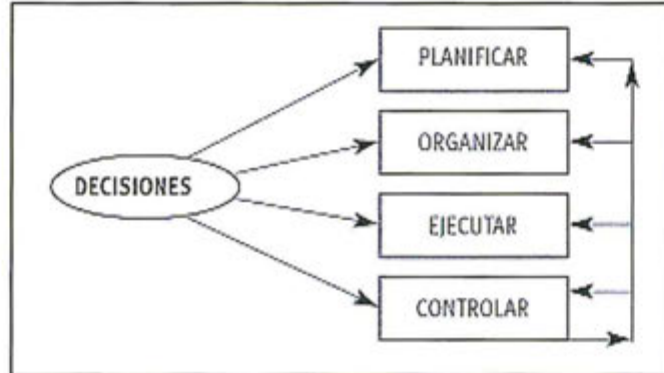 PLANIFICAR
ORGANIZAR
DECISIONES
EJECUTAR
CONTROLAR